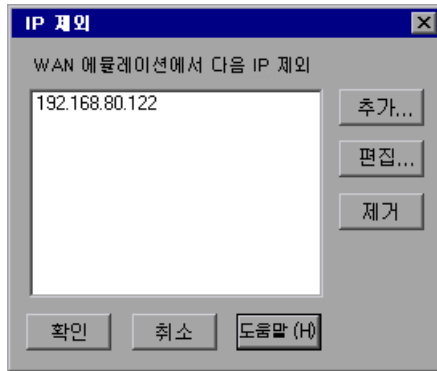 IP 제외
WAN 에뮬레이션에서 다음 IP 제외
192.168.80.122
추가...
편집...
제거
확인
취소
도움말 (H)